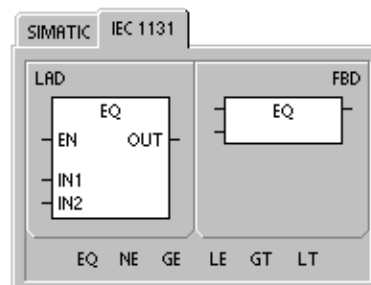 SIMATIC IEC 1131
LAD FBD
EQ EQ
EN OUT
IN1
IN2
EQ NE GE LE GT LT